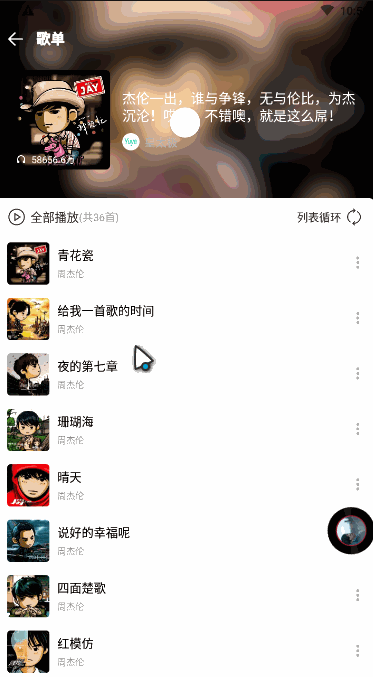 10:5
歌单
JAY
杰伦一出，谁与争锋，无与伦比，为杰
沉沦！ 不错噢，就是这么屌！
58656.6万
全部播放(共36首)
列表循环
青花瓷
周杰伦
给我一首歌的时间
周杰伦
夜的第七章
周杰伦
珊瑚海
周杰伦
晴天
周杰伦
说好的幸福呢
周杰伦
四面楚歌
周杰伦
红模仿
周杰伦